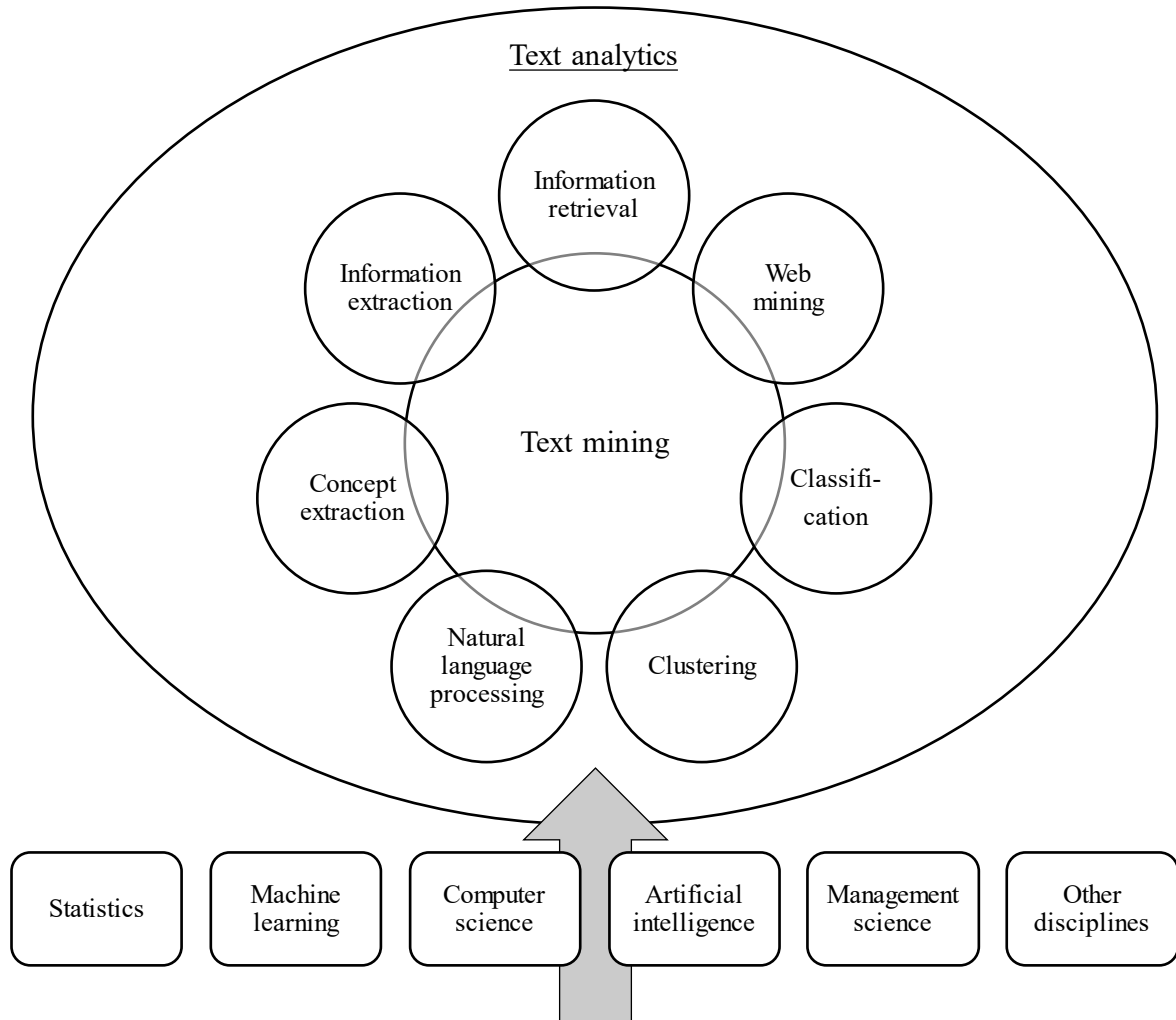 Text analytics
Information
retrieval
Information
extraction
Web
mining
Text mining
Concept
extraction
Classifi-
cation
Natural
language
processing
Clustering
Statistics
Machine
learning
Computer
science
Artificial
intelligence
Management
science
Other
disciplines